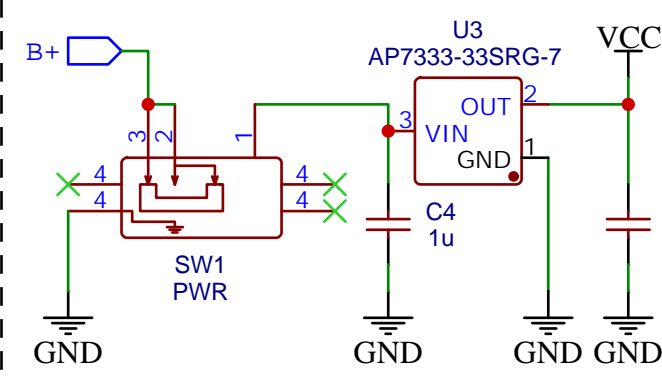 U3
AP7333-33SRG-7
VCC
B+
OUT
2
3
VIN
GND
1
3
2
1
4
4
4
4
C4
1u
SW1
PWR
GND
GND
GND
GND